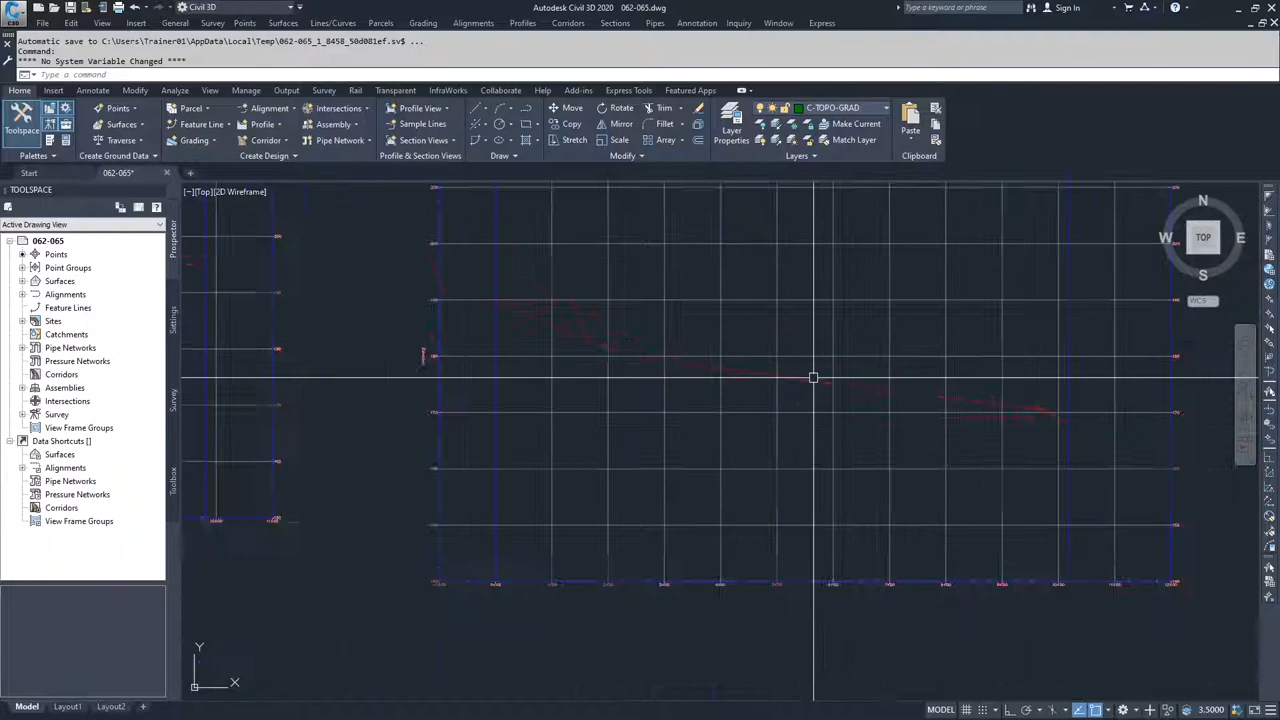 C3D
Civil 3D
Autodesk Civil 3D 2020 062-065.dwg
Type a keyword or phrase
Sign In
File Edit View Insert General Survey Points Surfaces Lines/Curves Parcels Grading Alignments Profiles Corridors Sections Pipes Annotation Inquiry Window Express
Automatic save to C:\Users\Trainer01\AppData\Local\Temp\062-065_1_8458_50d081ef.sv$ ...
Command:
**** No System Variable Changed ****
Type a command
Home Insert Annotate Modify Analyze View Manage Output Survey Rail Transparent InfraWorks Collaborate Help Add-ins Express Tools Featured Apps
Parcel Alignment Intersections Profile View Move Rotate Trim C-TOPO-GRAD
Points
Surfaces Feature Line Profile Assembly Sample Lines Copy Mirror Fillet Make Current
Traverse Grading Corridor Pipe Network Section Views Stretch Scale Array Match Layer
Toolspace
Layer
Properties
Paste
Palettes Create Ground Data Create Design Profile & Section Views Draw Modify Layers Clipboard
Start 062-065*
TOOLSPACE
[−][Top][2D Wireframe]
Active Drawing View
Prospector
Settings
Survey
Toolbox
062-065
Points
Point Groups
Surfaces
Alignments
Feature Lines
Sites
Catchments
Pipe Networks
Pressure Networks
Corridors
Assemblies
Intersections
Survey
View Frame Groups
Data Shortcuts []
Surfaces
Alignments
Pipe Networks
Pressure Networks
Corridors
View Frame Groups
N
W TOP E
S
WCS
Y
X
Model Layout1 Layout2 +
MODEL 3.5000